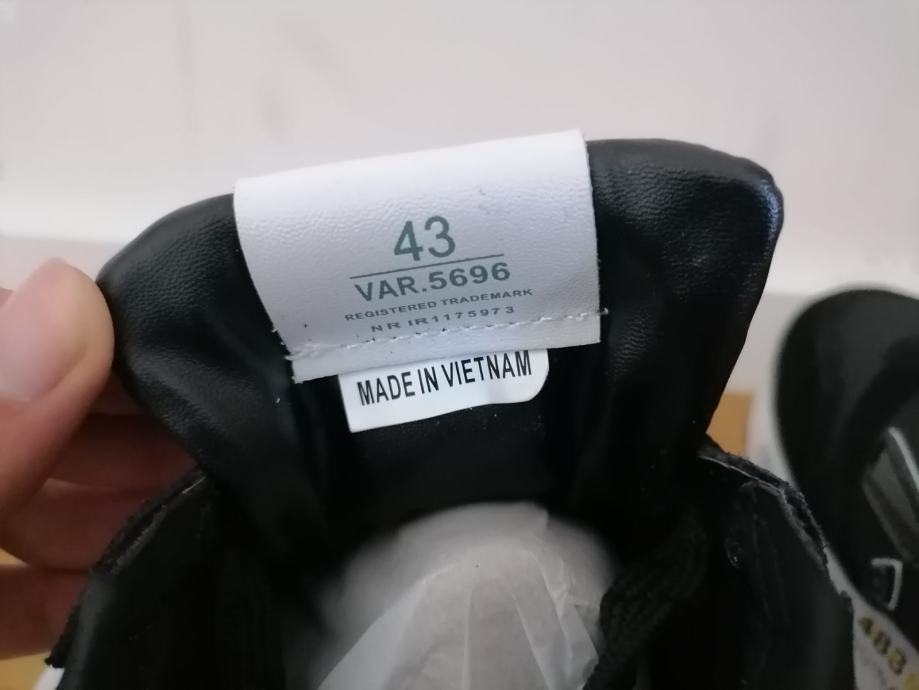 43
VAR.5696
REGISTERED TRADEMARK
NR IR1175973
MADE IN VIETNAM